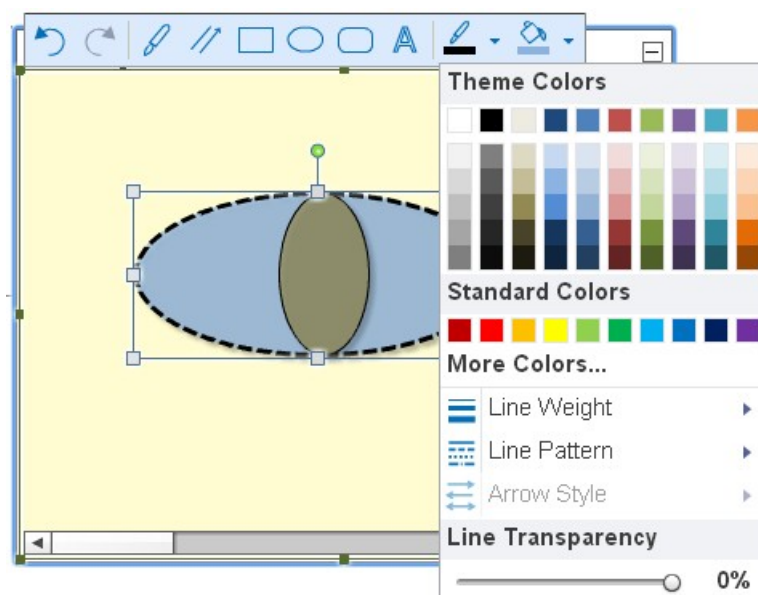 A
Theme Colors
Standard Colors
More Colors...
Line Weight
Line Pattern
Arrow Style
Line Transparency
0%